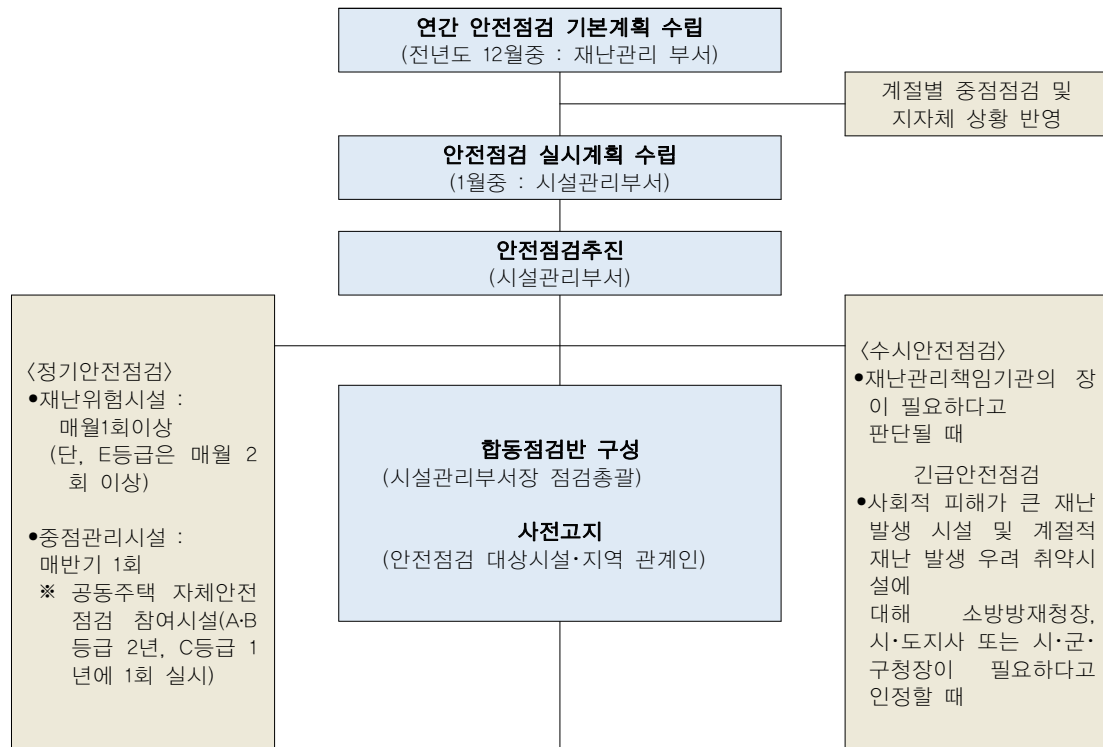 연간 안전점검 기본계획 수립
(전년도 12월중 : 재난관리 부서)
계절별 중점점검 및
지자체 상황 반영
안전점검 실시계획 수립
(1월중 : 시설관리부서)
안전점검추진
(시설관리부서)
〈정기안전점검〉
●재난위험시설 :
매월1회이상
(단, E등급은 매월 2
회 이상)
●중점관리시설 :
매반기 1회
※ 공동주택 자체안전
점검 참여시설(A·B
등급 2년, C등급 1
년에 1회 실시)
합동점검반 구성
(시설관리부서장 점검총괄)
사전고지
(안전점검 대상시설·지역 관계인)
〈수시안전점검〉
●재난관리책임기관의 장
이 필요하다고
판단될 때
긴급안전점검
●사회적 피해가 큰 재난
발생 시설 및 계절적
재난 발생 우려 취약시
설에
대해 소방방재청장,
시·도지사 또는 시·군·
구청장이 필요하다고
인정할 때